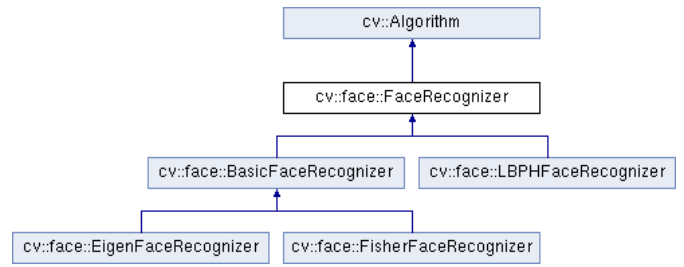 cv::Algorithm
cv::face::FaceRecognizer
cv::face::BasicFaceRecognizer
cv::face::LBPHFaceRecognizer
cv::face::EigenFaceRecognizer
cv::face::FisherFaceRecognizer